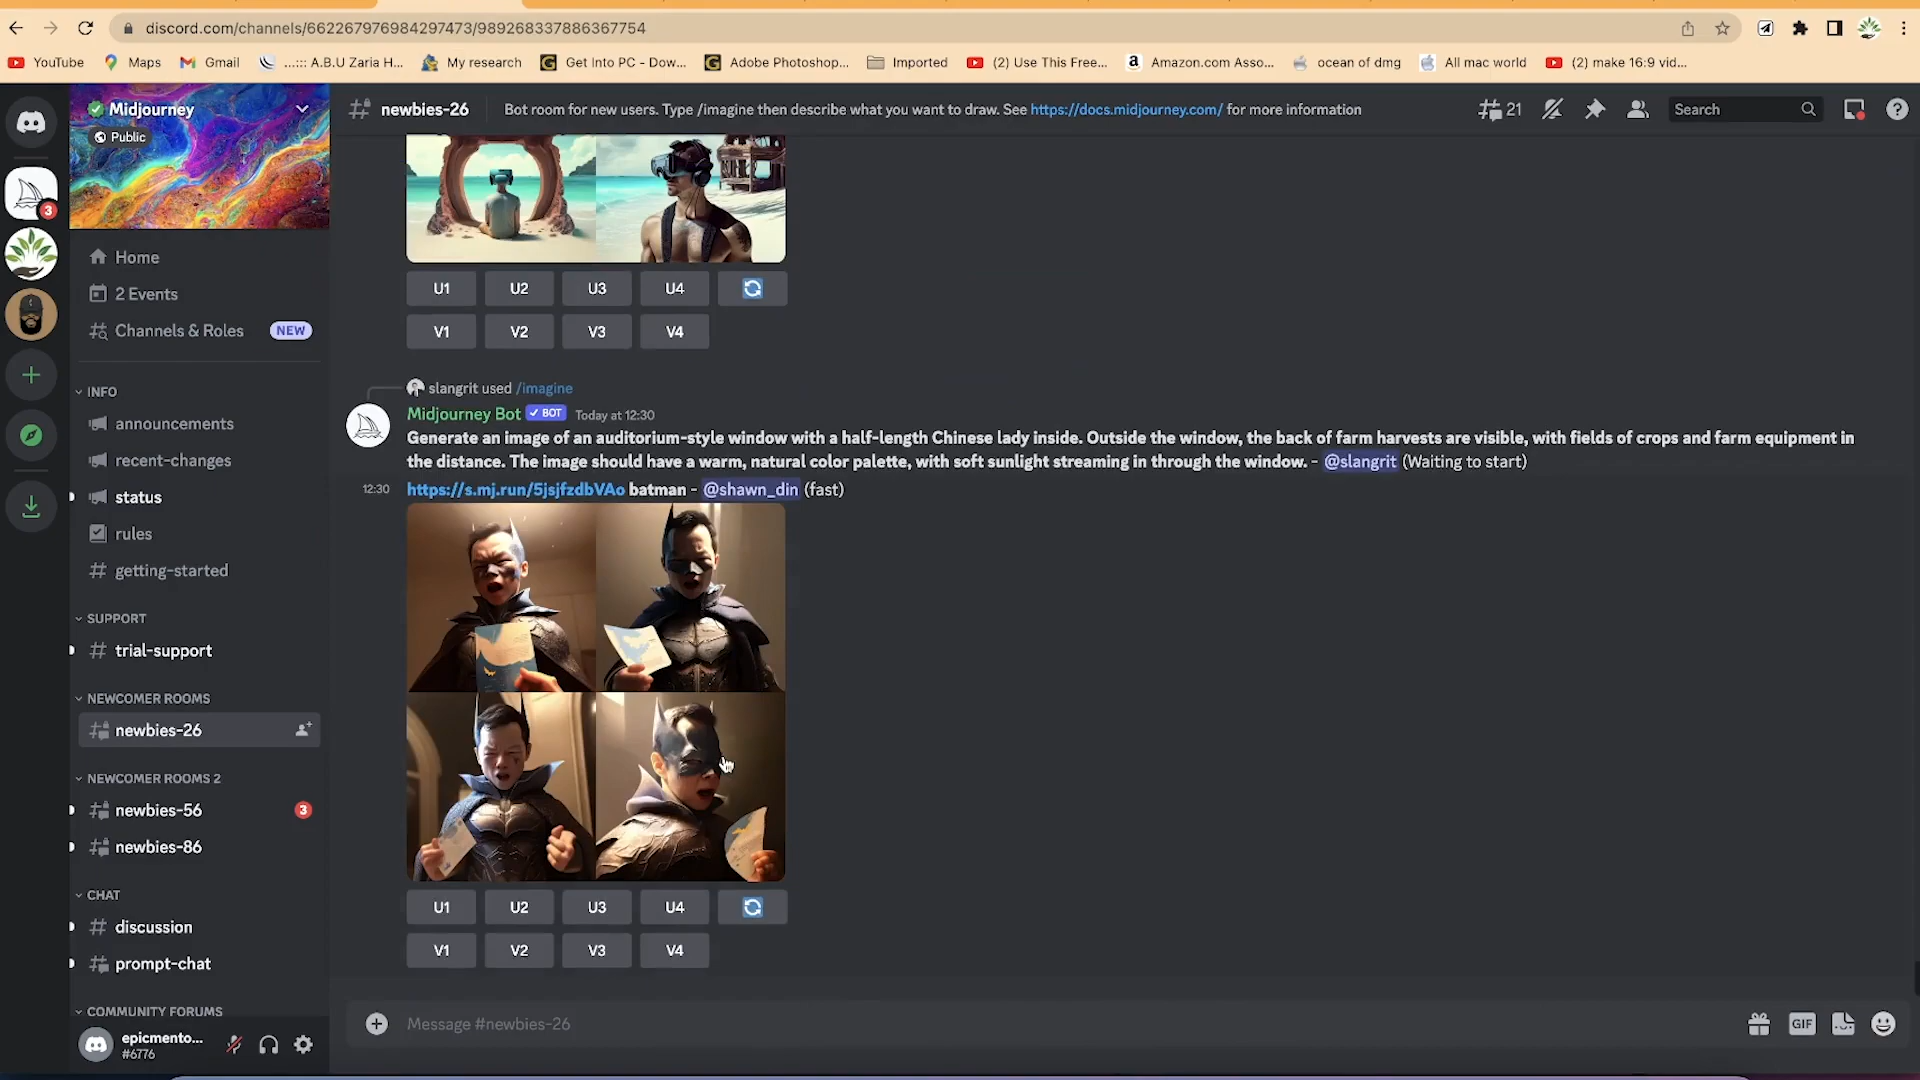 discord.com/channels/662267976984297473/989268337886367754
YouTube
Maps
Gmail
...::: A.B.U Zaria H...
My research
Get Into PC - Dow...
Adobe Photoshop...
Imported
(2) Use This Free...
Amazon.com Asso...
ocean of dmg
All mac world
(2) make 16:9 vid...
Midjourney
Public
newbies-26
Bot room for new users. Type /imagine then describe what you want to draw. See https://docs.midjourney.com/ for more information
21
Search
3
Home
2 Events
Channels & Roles
NEW
INFO
announcements
recent-changes
status
rules
getting-started
SUPPORT
trial-support
NEWCOMER ROOMS
newbies-26
NEWCOMER ROOMS 2
newbies-56
3
newbies-86
CHAT
discussion
prompt-chat
COMMUNITY FORUMS
epicmento...
#6776
U1 U2 U3 U4
V1 V2 V3 V4
slangrit used /imagine
Midjourney Bot ✓ BOT Today at 12:30
Generate an image of an auditorium-style window with a half-length Chinese lady inside. Outside the window, the back of farm harvests are visible, with fields of crops and farm equipment in
the distance. The image should have a warm, natural color palette, with soft sunlight streaming in through the window. - @slangrit (Waiting to start)
12:30 https://s.mj.run/5jsjfzdbVAo batman - @shawn_din (fast)
U1 U2 U3 U4
V1 V2 V3 V4
Message #newbies-26
GIF